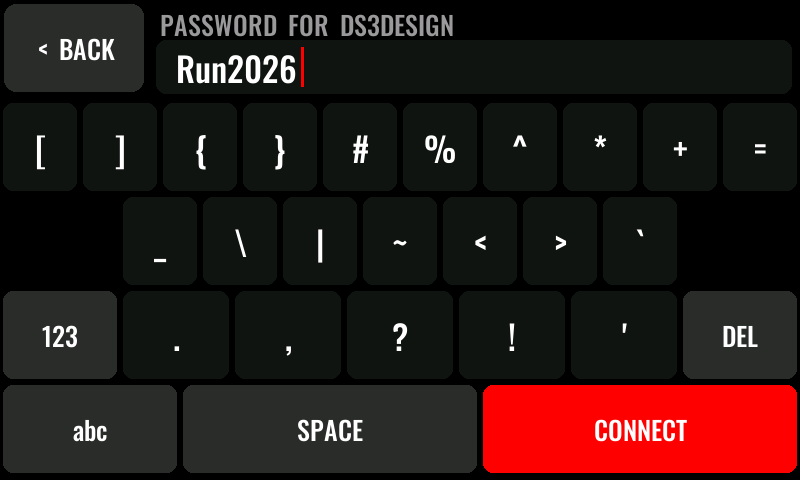 < BACK
PASSWORD FOR DS3DESIGN
Run2026
[ ] { } # % ^ * + =
_ \ | ~ < > `
123 . , ? ! ' DEL
abc SPACE CONNECT